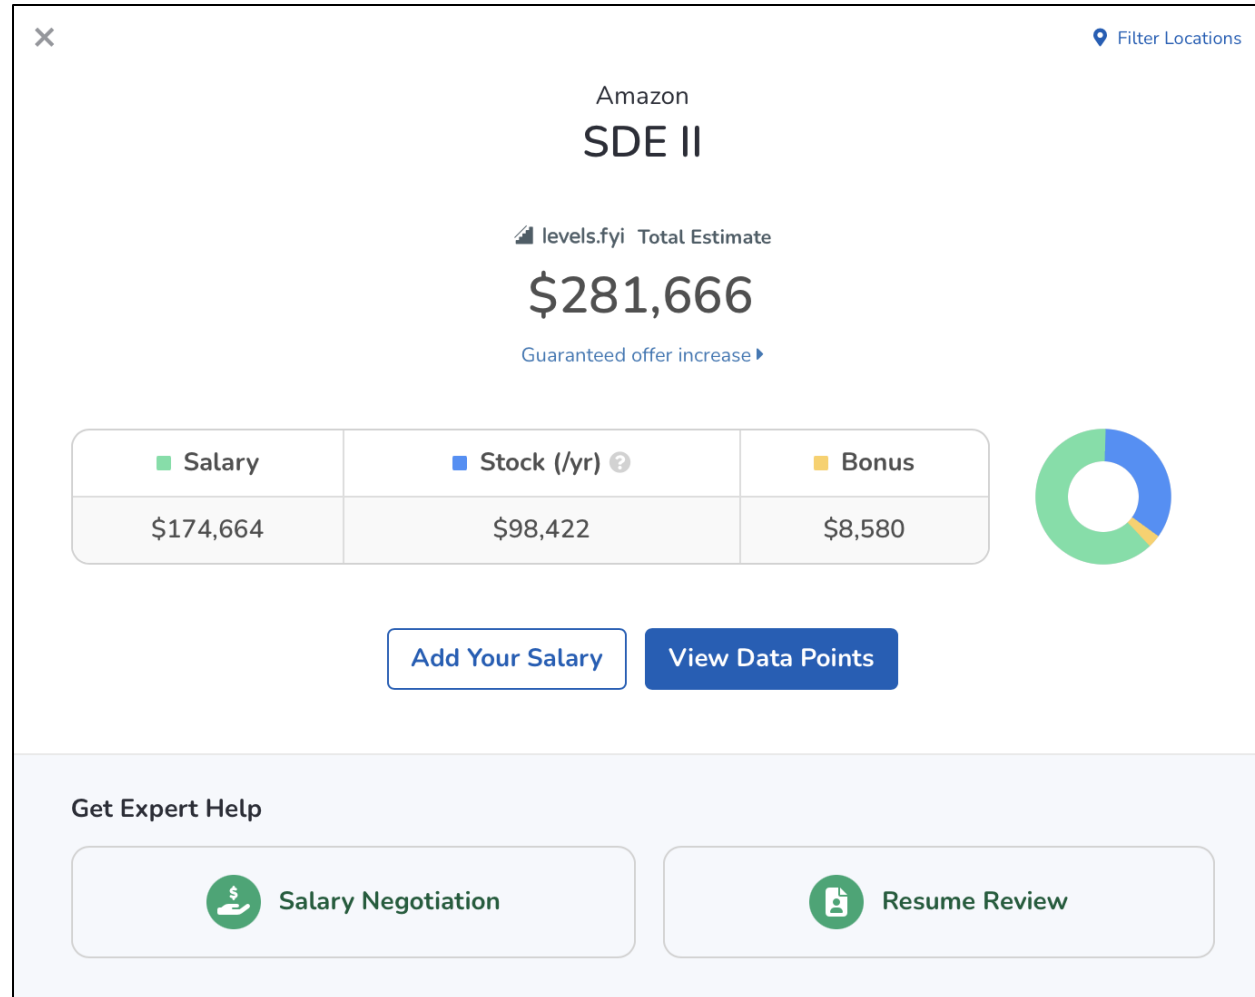 Filter Locations
Amazon
SDE II
levels.fyi Total Estimate
$281,666
Guaranteed offer increase
Salary Stock (/yr) ? Bonus
$174,664 $98,422 $8,580
Add Your Salary View Data Points
Get Expert Help
$ Salary Negotiation Resume Review